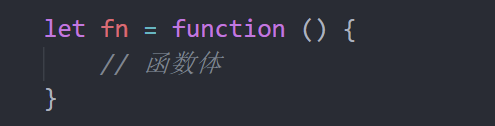 let fn = function () {
// 函数体
}